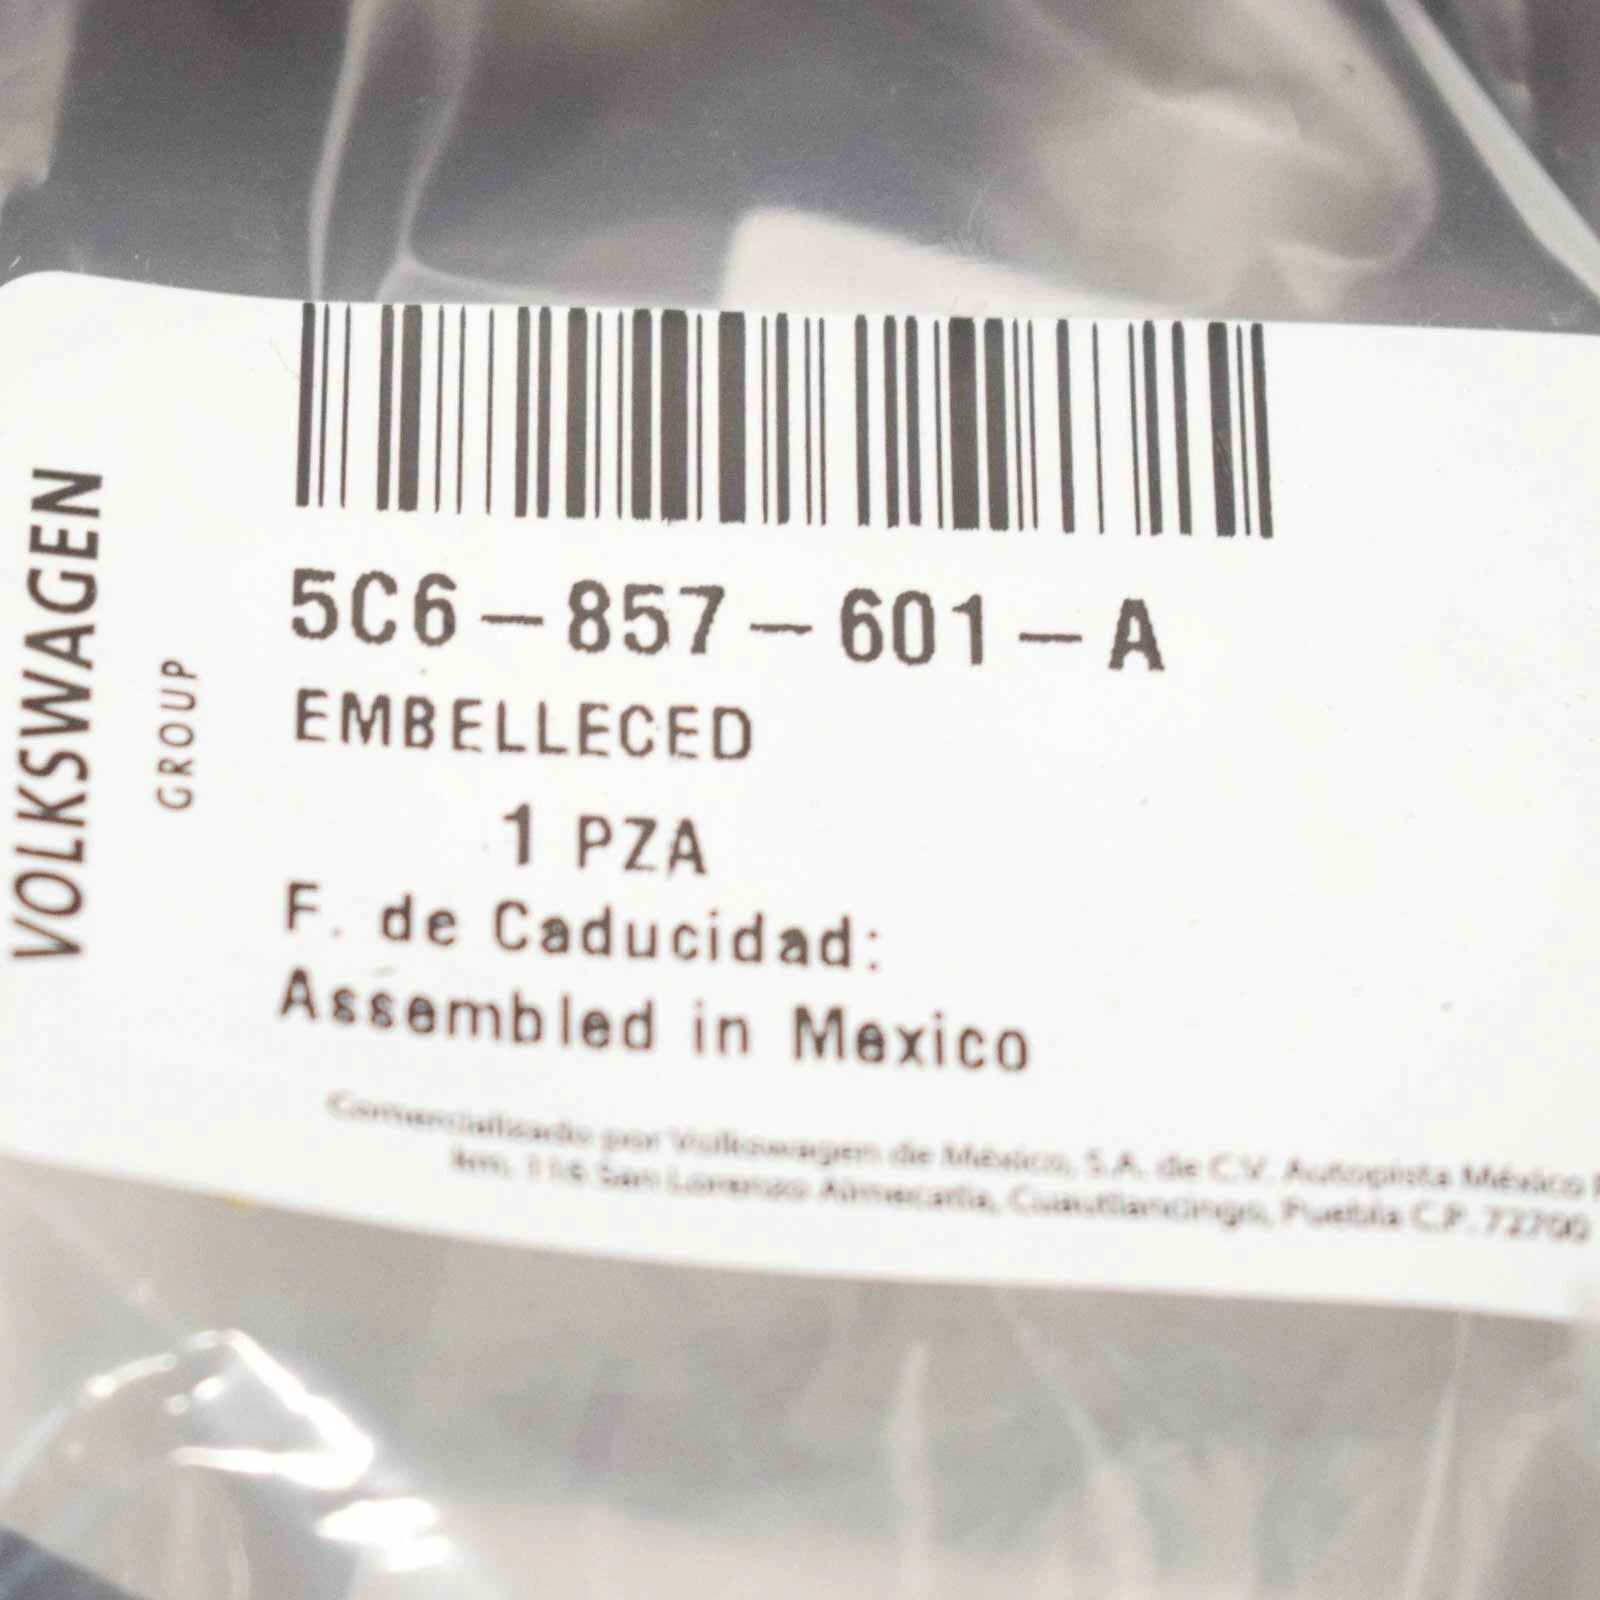 VOLKSWAGEN
GROUP
5C6-857-601-A
EMBELLECED
1 PZA
F. de Caducidad:
Assembled in Mexico
Comercializado por Volkswagen de México, S.A. de C.V. Autopista México
km. 116 San Lorenzo Almecatla, Cuautlancingo, Puebla C.P. 72700